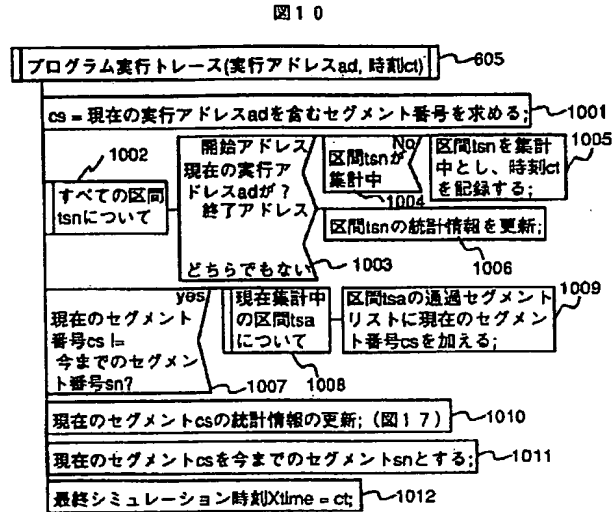 図１０
プログラム実行トレース(実行アドレスad, 時刻ct)
605
cs = 現在の実行アドレスadを含むセグメント番号を求める;
1001
1002
すべての区間
tsnについて
開始アドレス
現在の実行ア
ドレスadが ?
終了アドレス
どちらでもない
1003
No
区間tsnが
集計中
1004
区間tsnを集計
中とし、時刻ct
を記録する;
1005
区間tsnの統計情報を更新;
1006
yes
現在のセグメント
番号cs !=
今までのセグメン
ト番号sn?
1007
現在集計中
の区間tsa
について
1008
区間tsaの通過セグメント
リストに現在のセグメン
ト番号csを加える;
1009
現在のセグメントcsの統計情報の更新; (図１７)
1010
現在のセグメントcsを今までのセグメントsnとする;
1011
最終シミュレーション時刻Xtime = ct;
1012